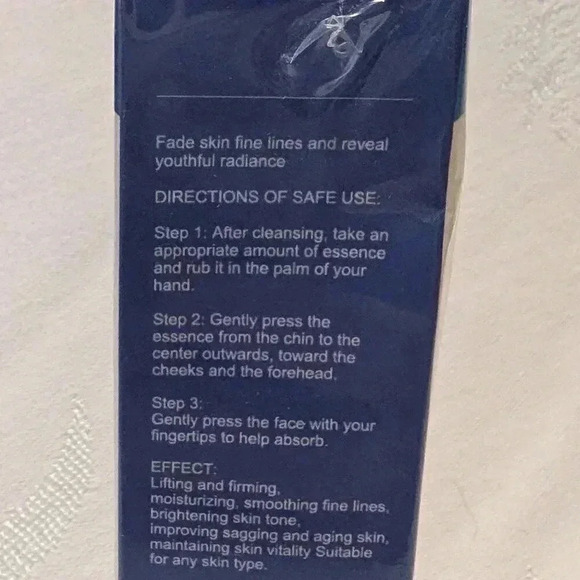 Fade skin fine lines and reveal
youthful radiance
DIRECTIONS OF SAFE USE:
Step 1: After cleansing, take an
appropriate amount of essence
and rub it in the palm of your
hand.
Step 2: Gently press the
essence from the chin to the
center outwards, toward the
cheeks and the forehead.
Step 3:
Gently press the face with your
fingertips to help absorb.
EFFECT:
Lifting and firming,
moisturizing, smoothing fine lines,
brightening skin tone,
improving sagging and aging skin,
maintaining skin vitality Suitable
for any skin type.